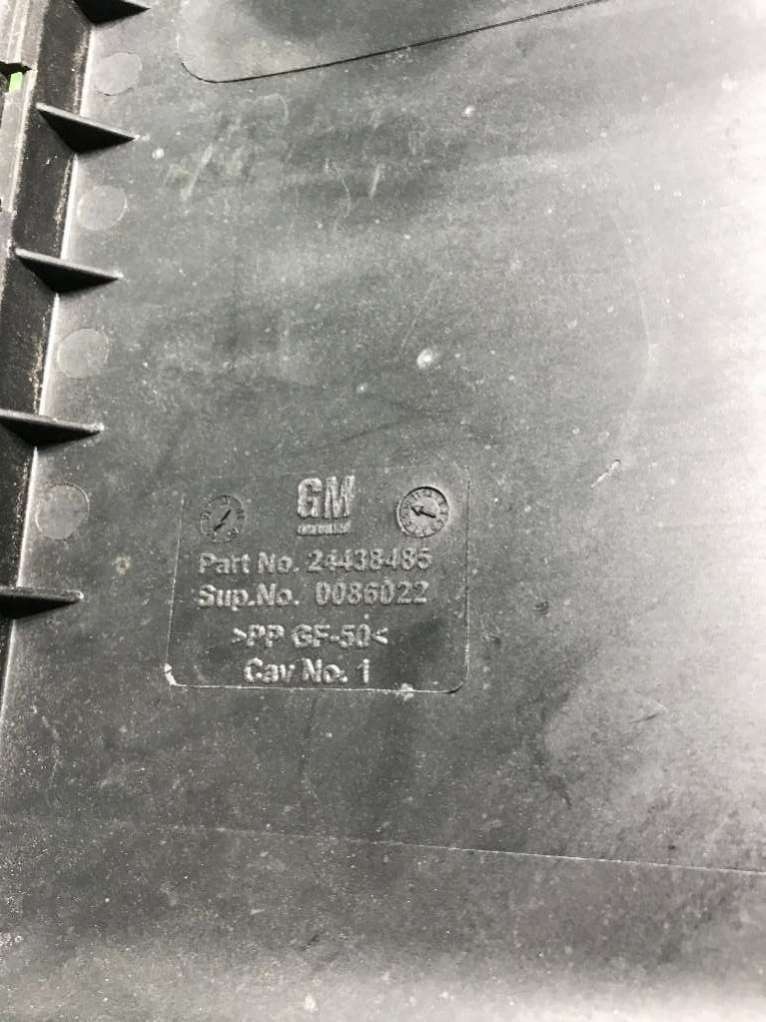 GM
Part No. 24438485
Sup.No. 0086022
>PP GF-50<
Cav No. 1